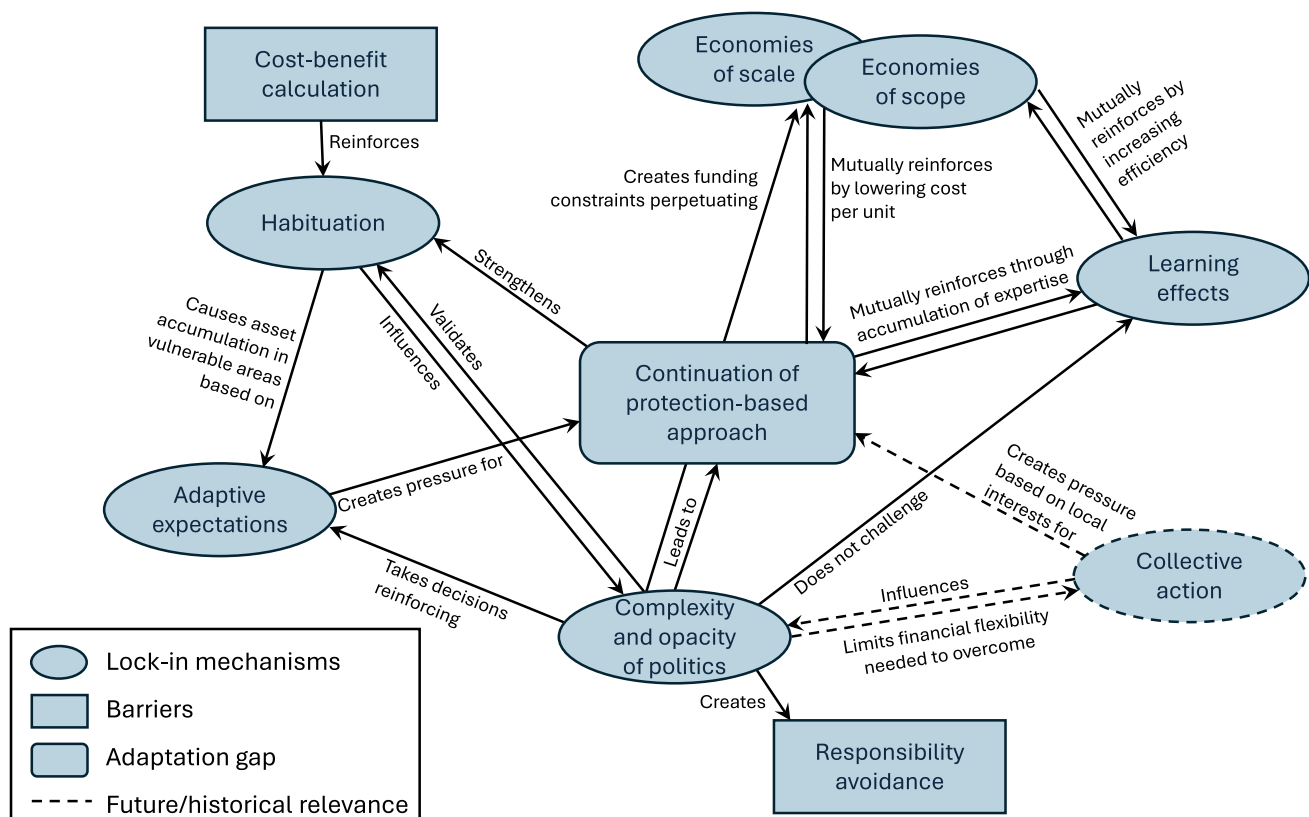 Cost-benefit
calculation
Economies
of scale
Economies
of scope
Reinforces
Mutually
reinforces by
increasing
efficiency
Creates funding
constraints perpetuating
Mutually reinforces
by lowering cost
per unit
Habituation
Strengthens
Learning
effects
Mutually reinforces through
accumulation of expertise
Causes asset
accumulation in
vulnerable areas
based on
Influences
Validates
Continuation of
protection-based
approach
Adaptive
expectations
Creates pressure for
Creates pressure
based on local
interests for
Leads to
Does not challenge
Collective
action
Takes decisions
reinforcing
Influences
Complexity
and opacity
of politics
Limits financial flexibility
needed to overcome
Creates
Responsibility
avoidance
Lock-in mechanisms
Barriers
Adaptation gap
Future/historical relevance